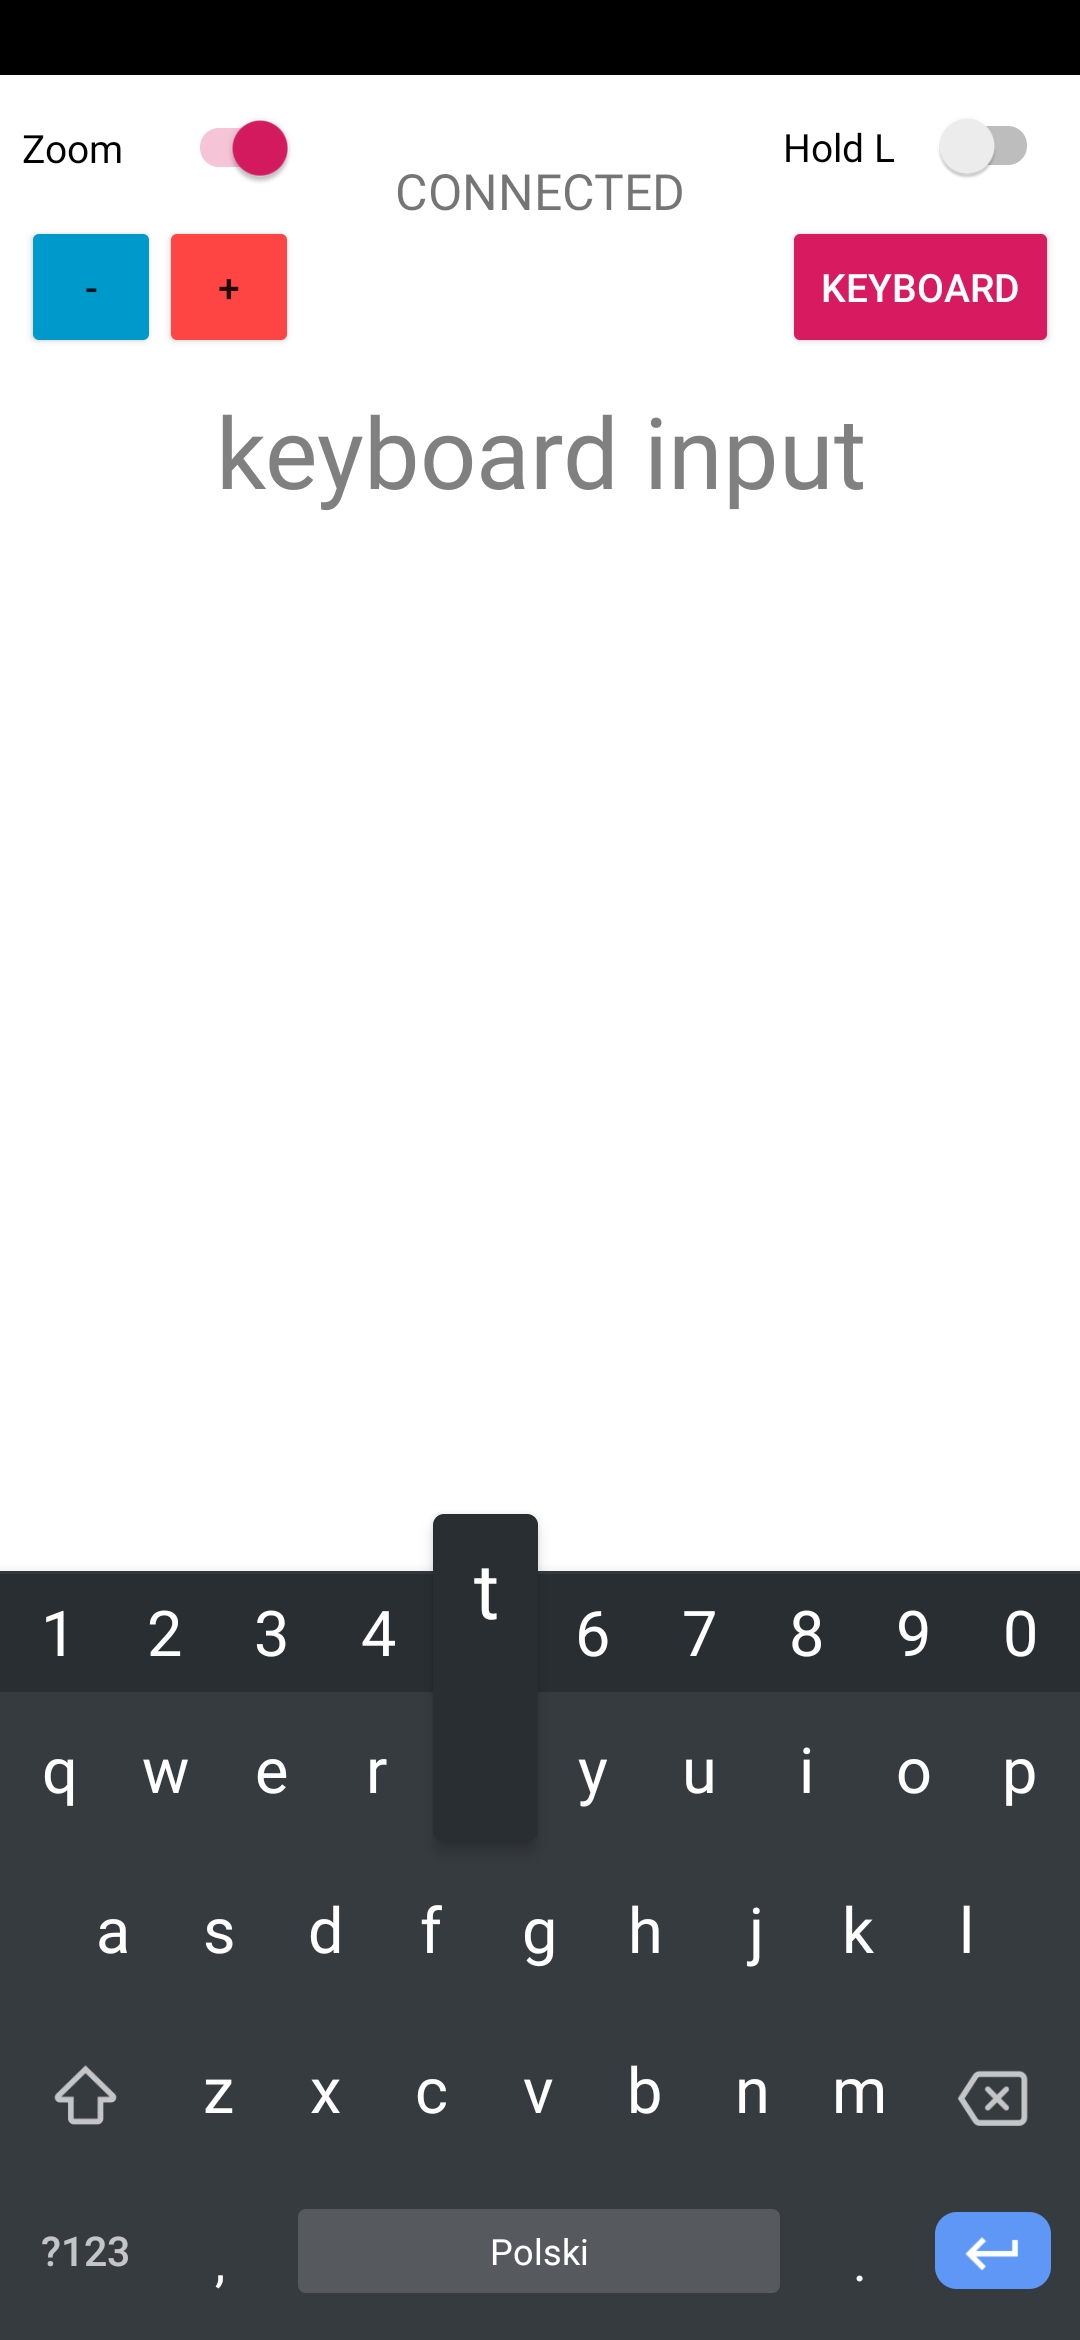 Zoom
Hold L
CONNECTED
- +
KEYBOARD
keyboard input
t
1 2 3 4 6 7 8 9 0
q w e r y u i o p
a s d f g h j k l
z x c v b n m
?123 , Polski .